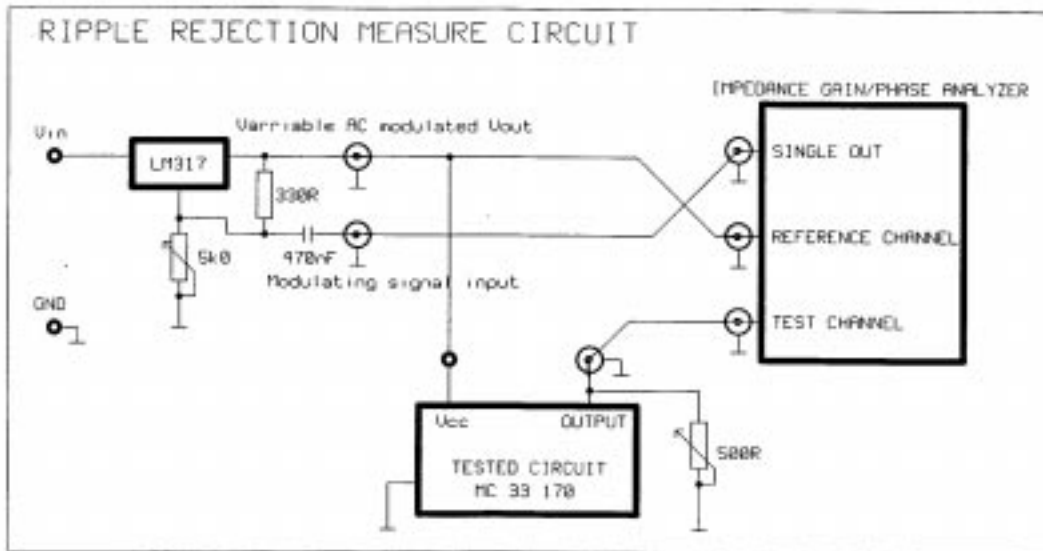 RIPPLE REJECTION MEASURE CIRCUIT
IMPEDANCE GAIN/PHASE ANALYZER
Vin
LM317
Varriable AC modulated Vout
SINGLE OUT
330R
5k0
470nF
REFERENCE CHANNEL
Modulating signal input
GND
TEST CHANNEL
Vcc
OUTPUT
500R
TESTED CIRCUIT
MC 33 170